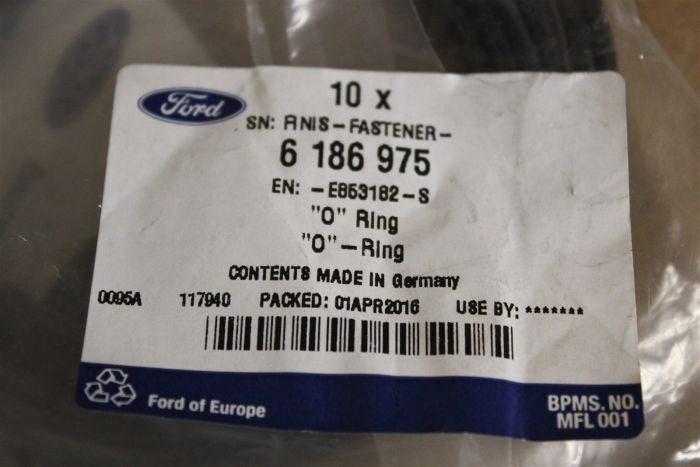 Ford
10 x
SN: FINIS-FASTENER-
6 186 975
EN: -E853182-S
"O" Ring
"O"-Ring
CONTENTS MADE IN Germany
0095A 117940 PACKED: 01APR2016 USE BY: *******
Ford of Europe
BPMS. NO.
MFL 001